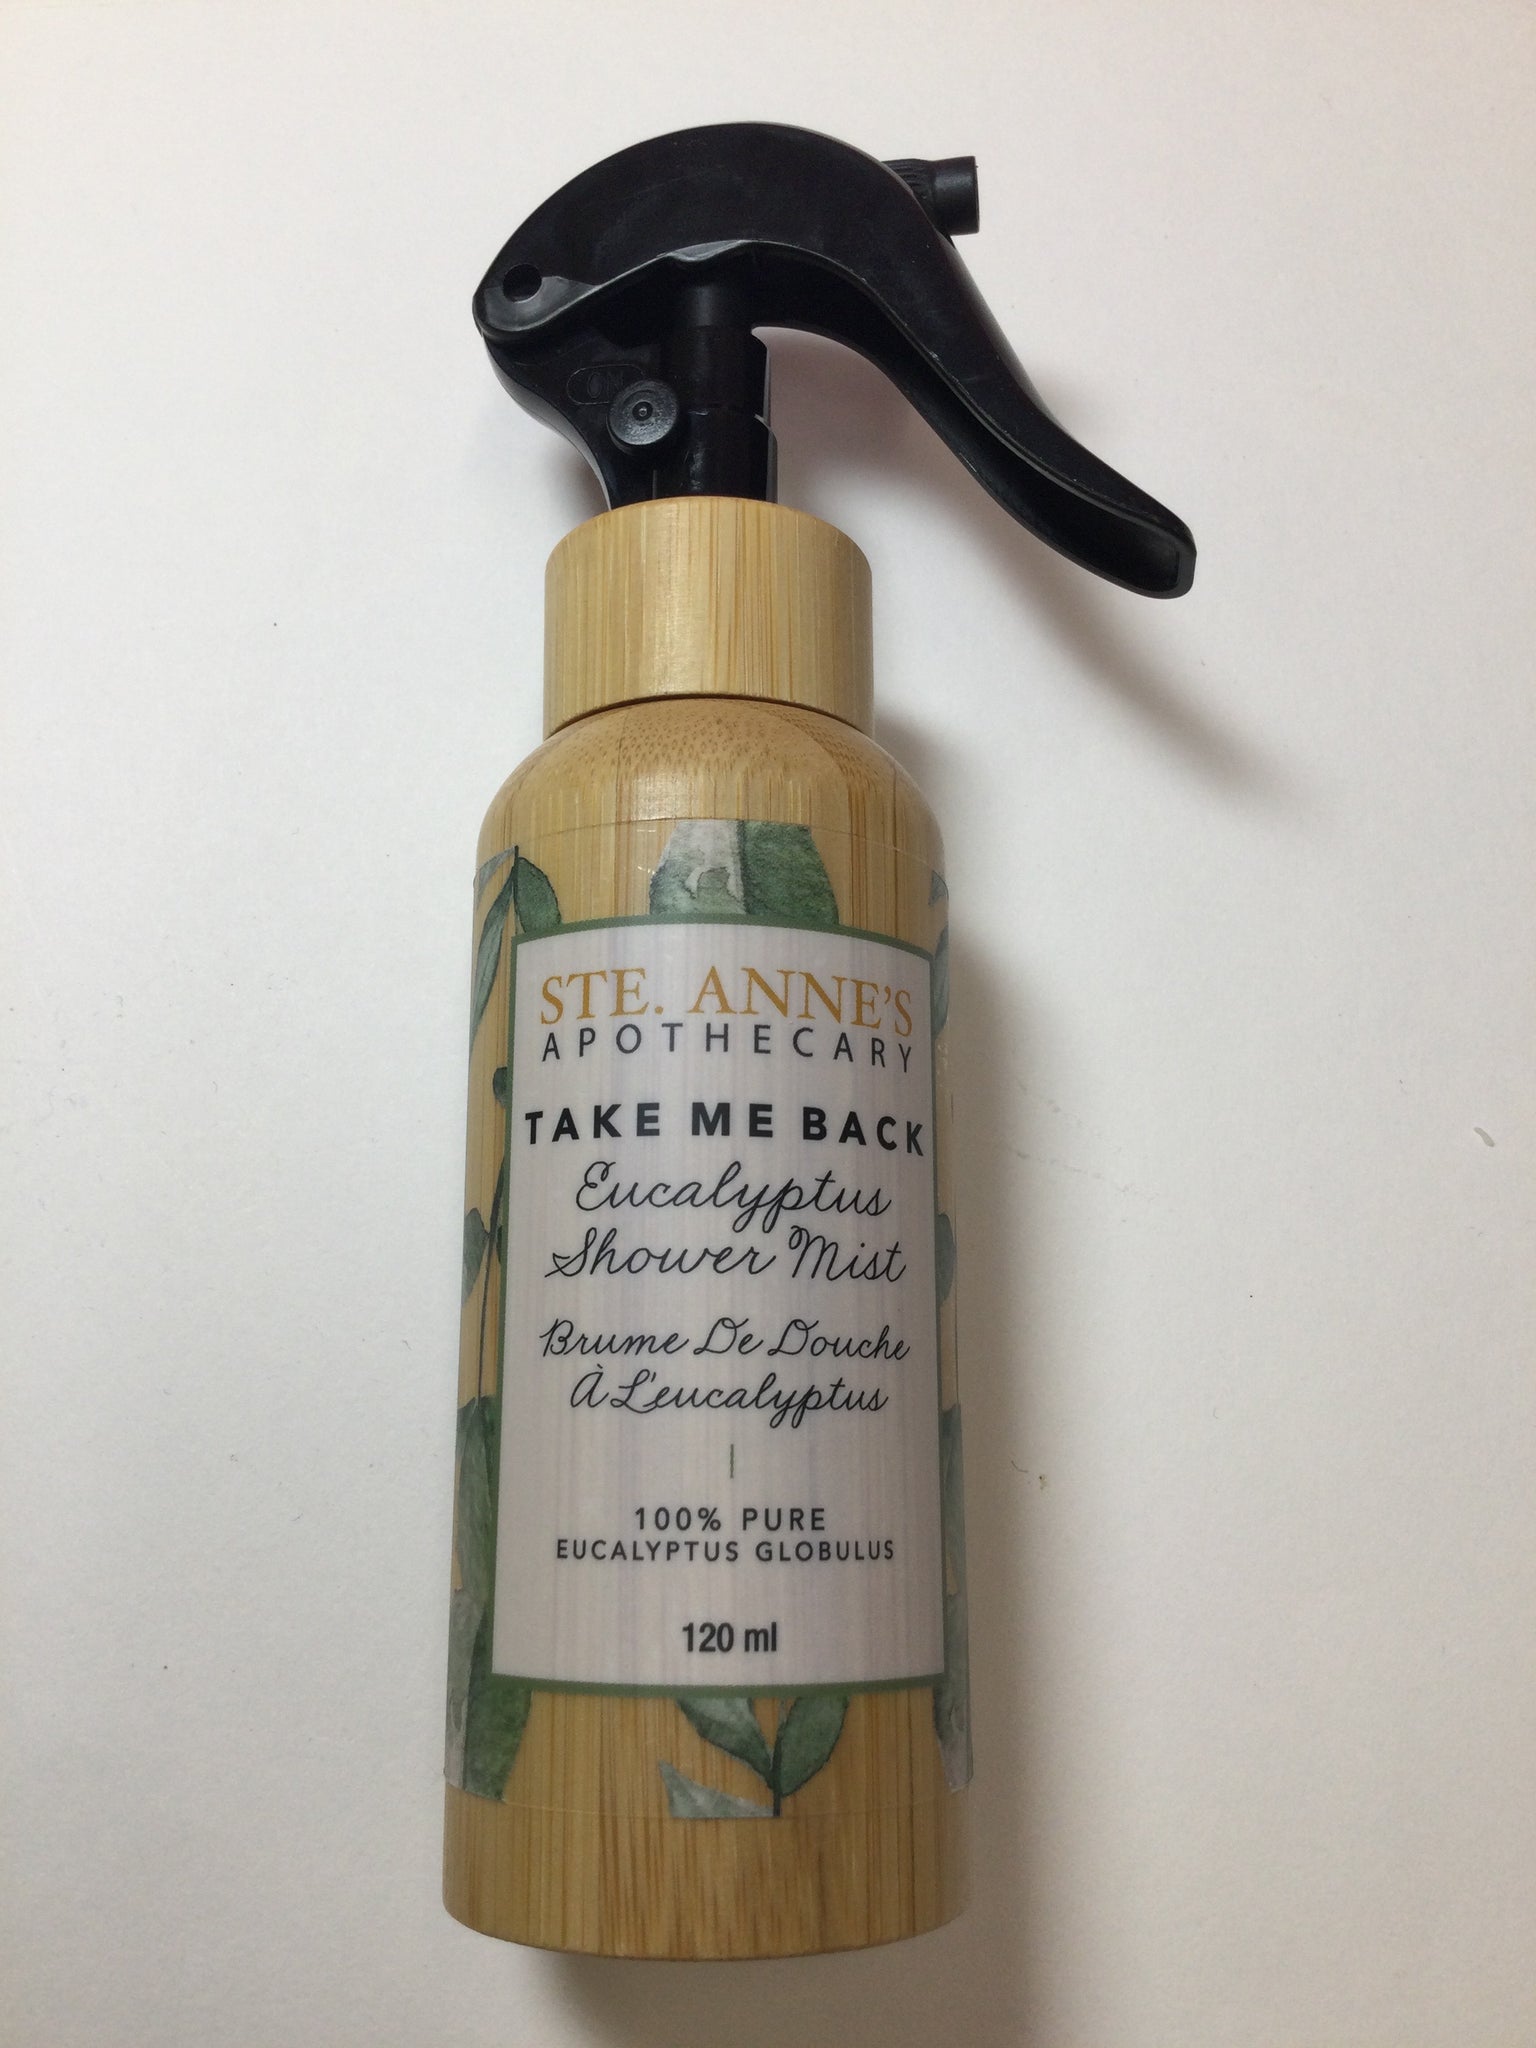 ON
STE. ANNE'S
APOTHECARY
TAKE ME BACK
Eucalyptus
Shower Mist
Brume De Douche
À L'eucalyptus
100% PURE
EUCALYPTUS GLOBULUS
120 ml